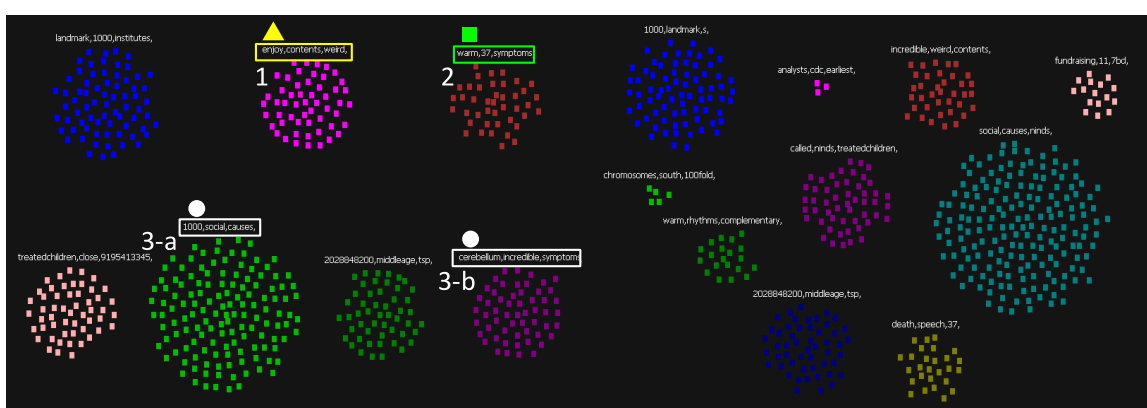 landmark,1000,institutes,
enjoy,contents,weird,
1
warm,37,symptoms
2
1000,landmark,s,
analysts,cdc,earliest,
incredible,weird,contents,
fundraising,11,7bd,
social,causes,ninds,
called,ninds,treatedchildren,
chromosomes,south,100fold,
warm,rhythms,complementary,
1000,social,causes,
3-a
treatedchildren,close,9195413345,
2028848200,middleage,tsp,
cerebellum,incredible,symptoms
3-b
2028848200,middleage,tsp,
death,speech,37,